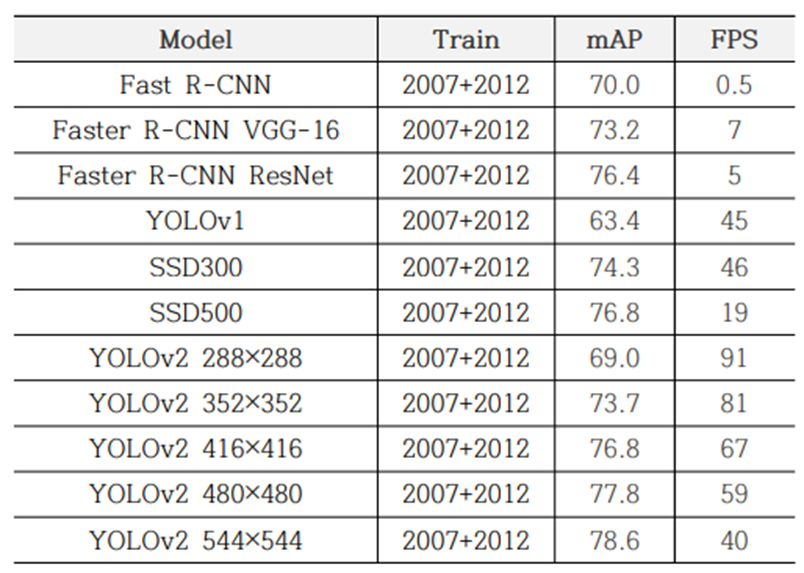 Model Train mAP FPS
Fast R-CNN 2007+2012 70.0 0.5
Faster R-CNN VGG-16 2007+2012 73.2 7
Faster R-CNN ResNet 2007+2012 76.4 5
YOLOv1 2007+2012 63.4 45
SSD300 2007+2012 74.3 46
SSD500 2007+2012 76.8 19
YOLOv2 288×288 2007+2012 69.0 91
YOLOv2 352×352 2007+2012 73.7 81
YOLOv2 416×416 2007+2012 76.8 67
YOLOv2 480×480 2007+2012 77.8 59
YOLOv2 544×544 2007+2012 78.6 40